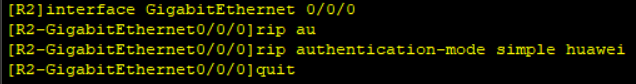 [R2]interface GigabitEthernet 0/0/0
[R2-GigabitEthernet0/0/0]rip au
[R2-GigabitEthernet0/0/0]rip authentication-mode simple huawei
[R2-GigabitEthernet0/0/0]quit